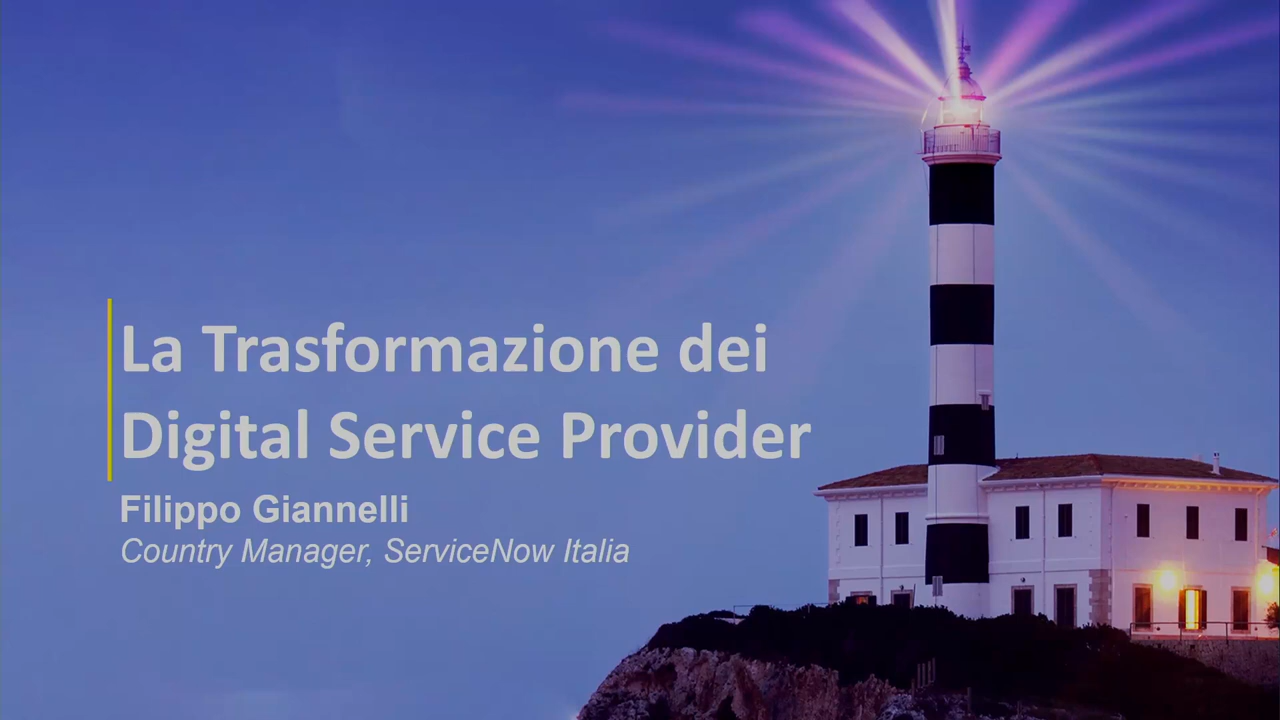 La Trasformazione dei
Digital Service Provider
Filippo Giannelli
Country Manager, ServiceNow Italia